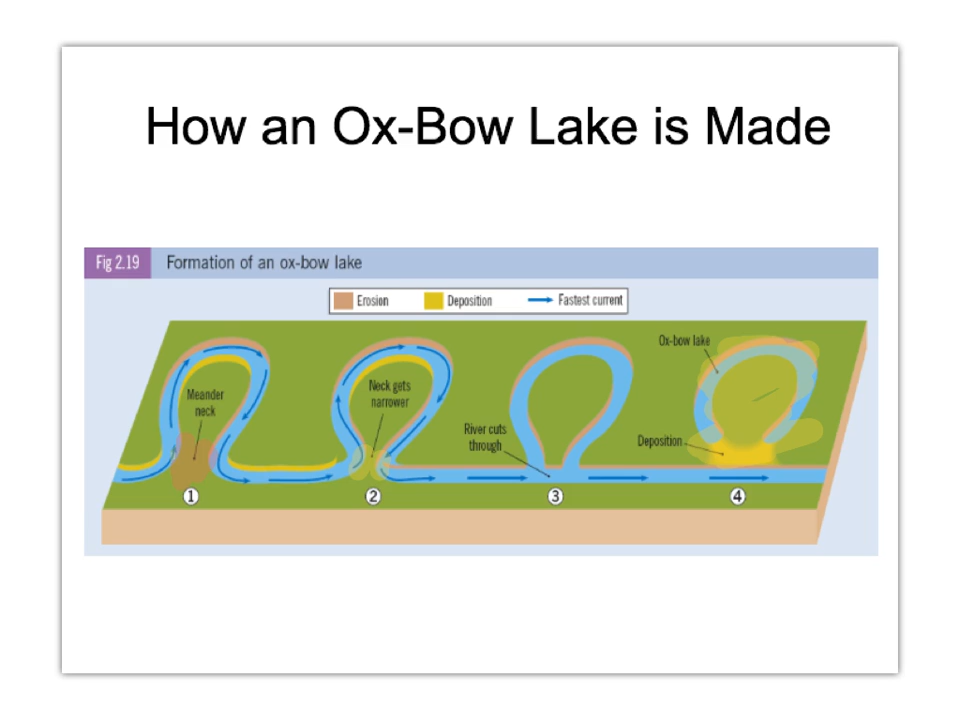 How an Ox-Bow Lake is Made
Fig 2.19 Formation of an ox-bow lake
Erosion Deposition Fastest current
Ox-bow lake
Meander
neck
Neck gets
narrower
River cuts
through
Deposition
1 2 3 4